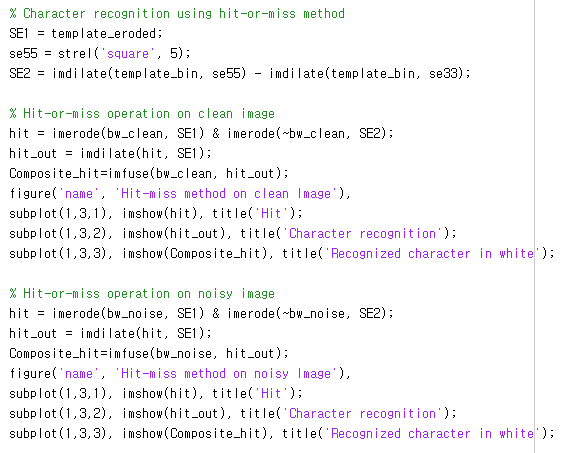 % Character recognition using hit-or-miss method
SE1 = template_eroded;
se55 = strel('square', 5);
SE2 = imdilate(template_bin, se55) - imdilate(template_bin, se33);
% Hit-or-miss operation on clean image
hit = imerode(bw_clean, SE1) & imerode(~bw_clean, SE2);
hit_out = imdilate(hit, SE1);
Composite_hit=imfuse(bw_clean, hit_out);
figure('name', 'Hit-miss method on clean Image'),
subplot(1,3,1), imshow(hit), title('Hit');
subplot(1,3,2), imshow(hit_out), title('Character recognition');
subplot(1,3,3), imshow(Composite_hit), title('Recognized character in white');
% Hit-or-miss operation on noisy image
hit = imerode(bw_noise, SE1) & imerode(~bw_noise, SE2);
hit_out = imdilate(hit, SE1);
Composite_hit=imfuse(bw_noise, hit_out);
figure('name', 'Hit-miss method on noisy Image'),
subplot(1,3,1), imshow(hit), title('Hit');
subplot(1,3,2), imshow(hit_out), title('Character recognition');
subplot(1,3,3), imshow(Composite_hit), title('Recognized character in white');